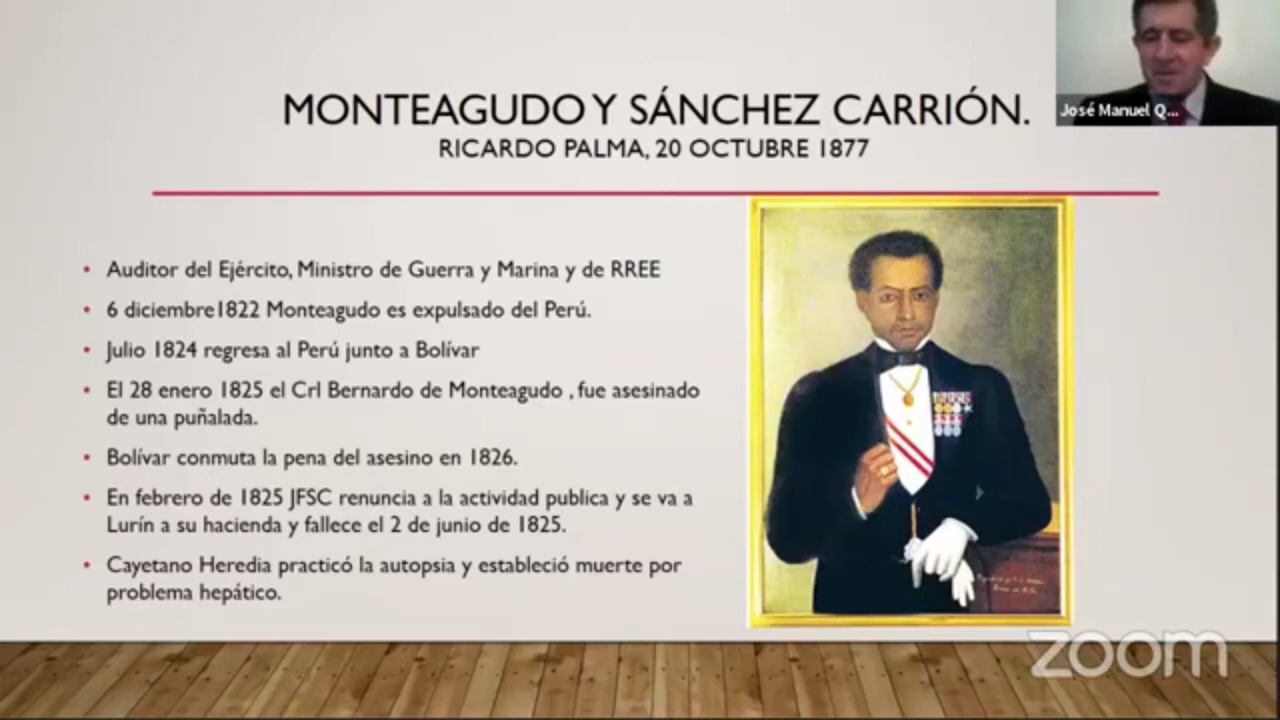 MONTEAGUDO Y SÁNCHEZ CARRIÓN.
RICARDO PALMA, 20 OCTUBRE 1877
José Manuel Q...
• Auditor del Ejército, Ministro de Guerra y Marina y de RREE
• 6 diciembre1822 Monteagudo es expulsado del Perú.
• Julio 1824 regresa al Perú junto a Bolívar
• El 28 enero 1825 el Crl Bernardo de Monteagudo , fue asesinado
de una puñalada.
• Bolívar conmuta la pena del asesino en 1826.
• En febrero de 1825 JFSC renuncia a la actividad publica y se va a
Lurín a su hacienda y fallece el 2 de junio de 1825.
• Cayetano Heredia practicó la autopsia y estableció muerte por
problema hepático.
zoom